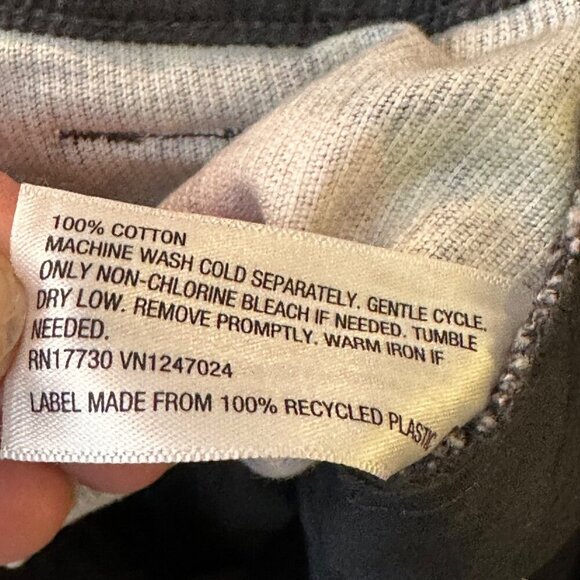 100% COTTON
MACHINE WASH COLD SEPARATELY. GENTLE CYCLE.
ONLY NON-CHLORINE BLEACH IF NEEDED. TUMBLE
DRY LOW. REMOVE PROMPTLY. WARM IRON IF
NEEDED.
RN17730 VN1247024
LABEL MADE FROM 100% RECYCLED PLASTIC